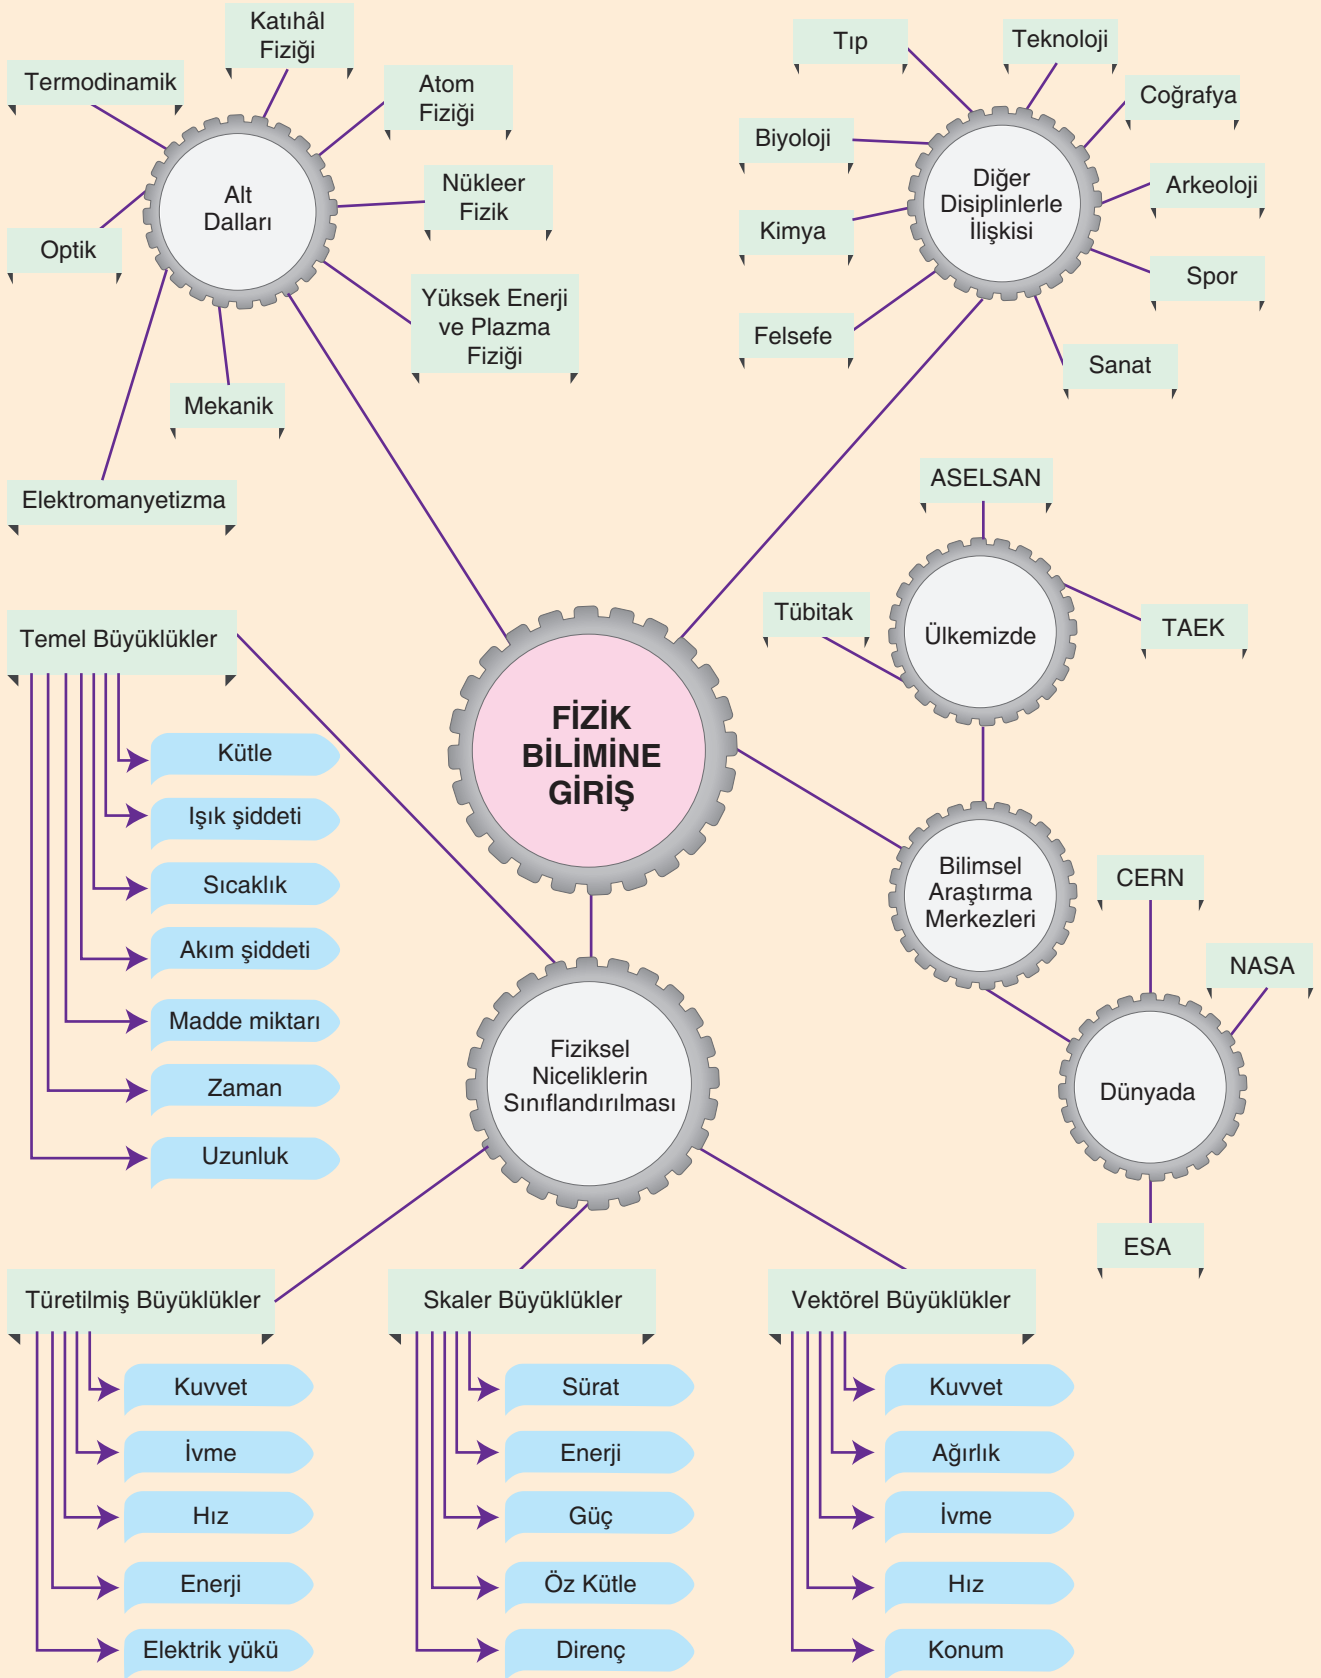 Katıhâl
Fiziği
Termodinamik
Atom
Fiziği
Alt
Dalları
Nükleer
Fizik
Optik
Yüksek Enerji
ve Plazma
Fiziği
Mekanik
Elektromanyetizma
Tıp
Teknoloji
Coğrafya
Biyoloji
Diğer
Disiplinlerle
İlişkisi
Arkeoloji
Kimya
Spor
Felsefe
Sanat
ASELSAN
Tübitak
Ülkemizde
TAEK
FİZİK
BİLİMİNE
GİRİŞ
Bilimsel
Araştırma
Merkezleri
CERN
NASA
Dünyada
ESA
Temel Büyüklükler
Kütle
Işık şiddeti
Sıcaklık
Akım şiddeti
Madde miktarı
Zaman
Uzunluk
Fiziksel
Niceliklerin
Sınıflandırılması
Türetilmiş Büyüklükler
Kuvvet
İvme
Hız
Enerji
Elektrik yükü
Skaler Büyüklükler
Sürat
Enerji
Güç
Öz Kütle
Direnç
Vektörel Büyüklükler
Kuvvet
Ağırlık
İvme
Hız
Konum